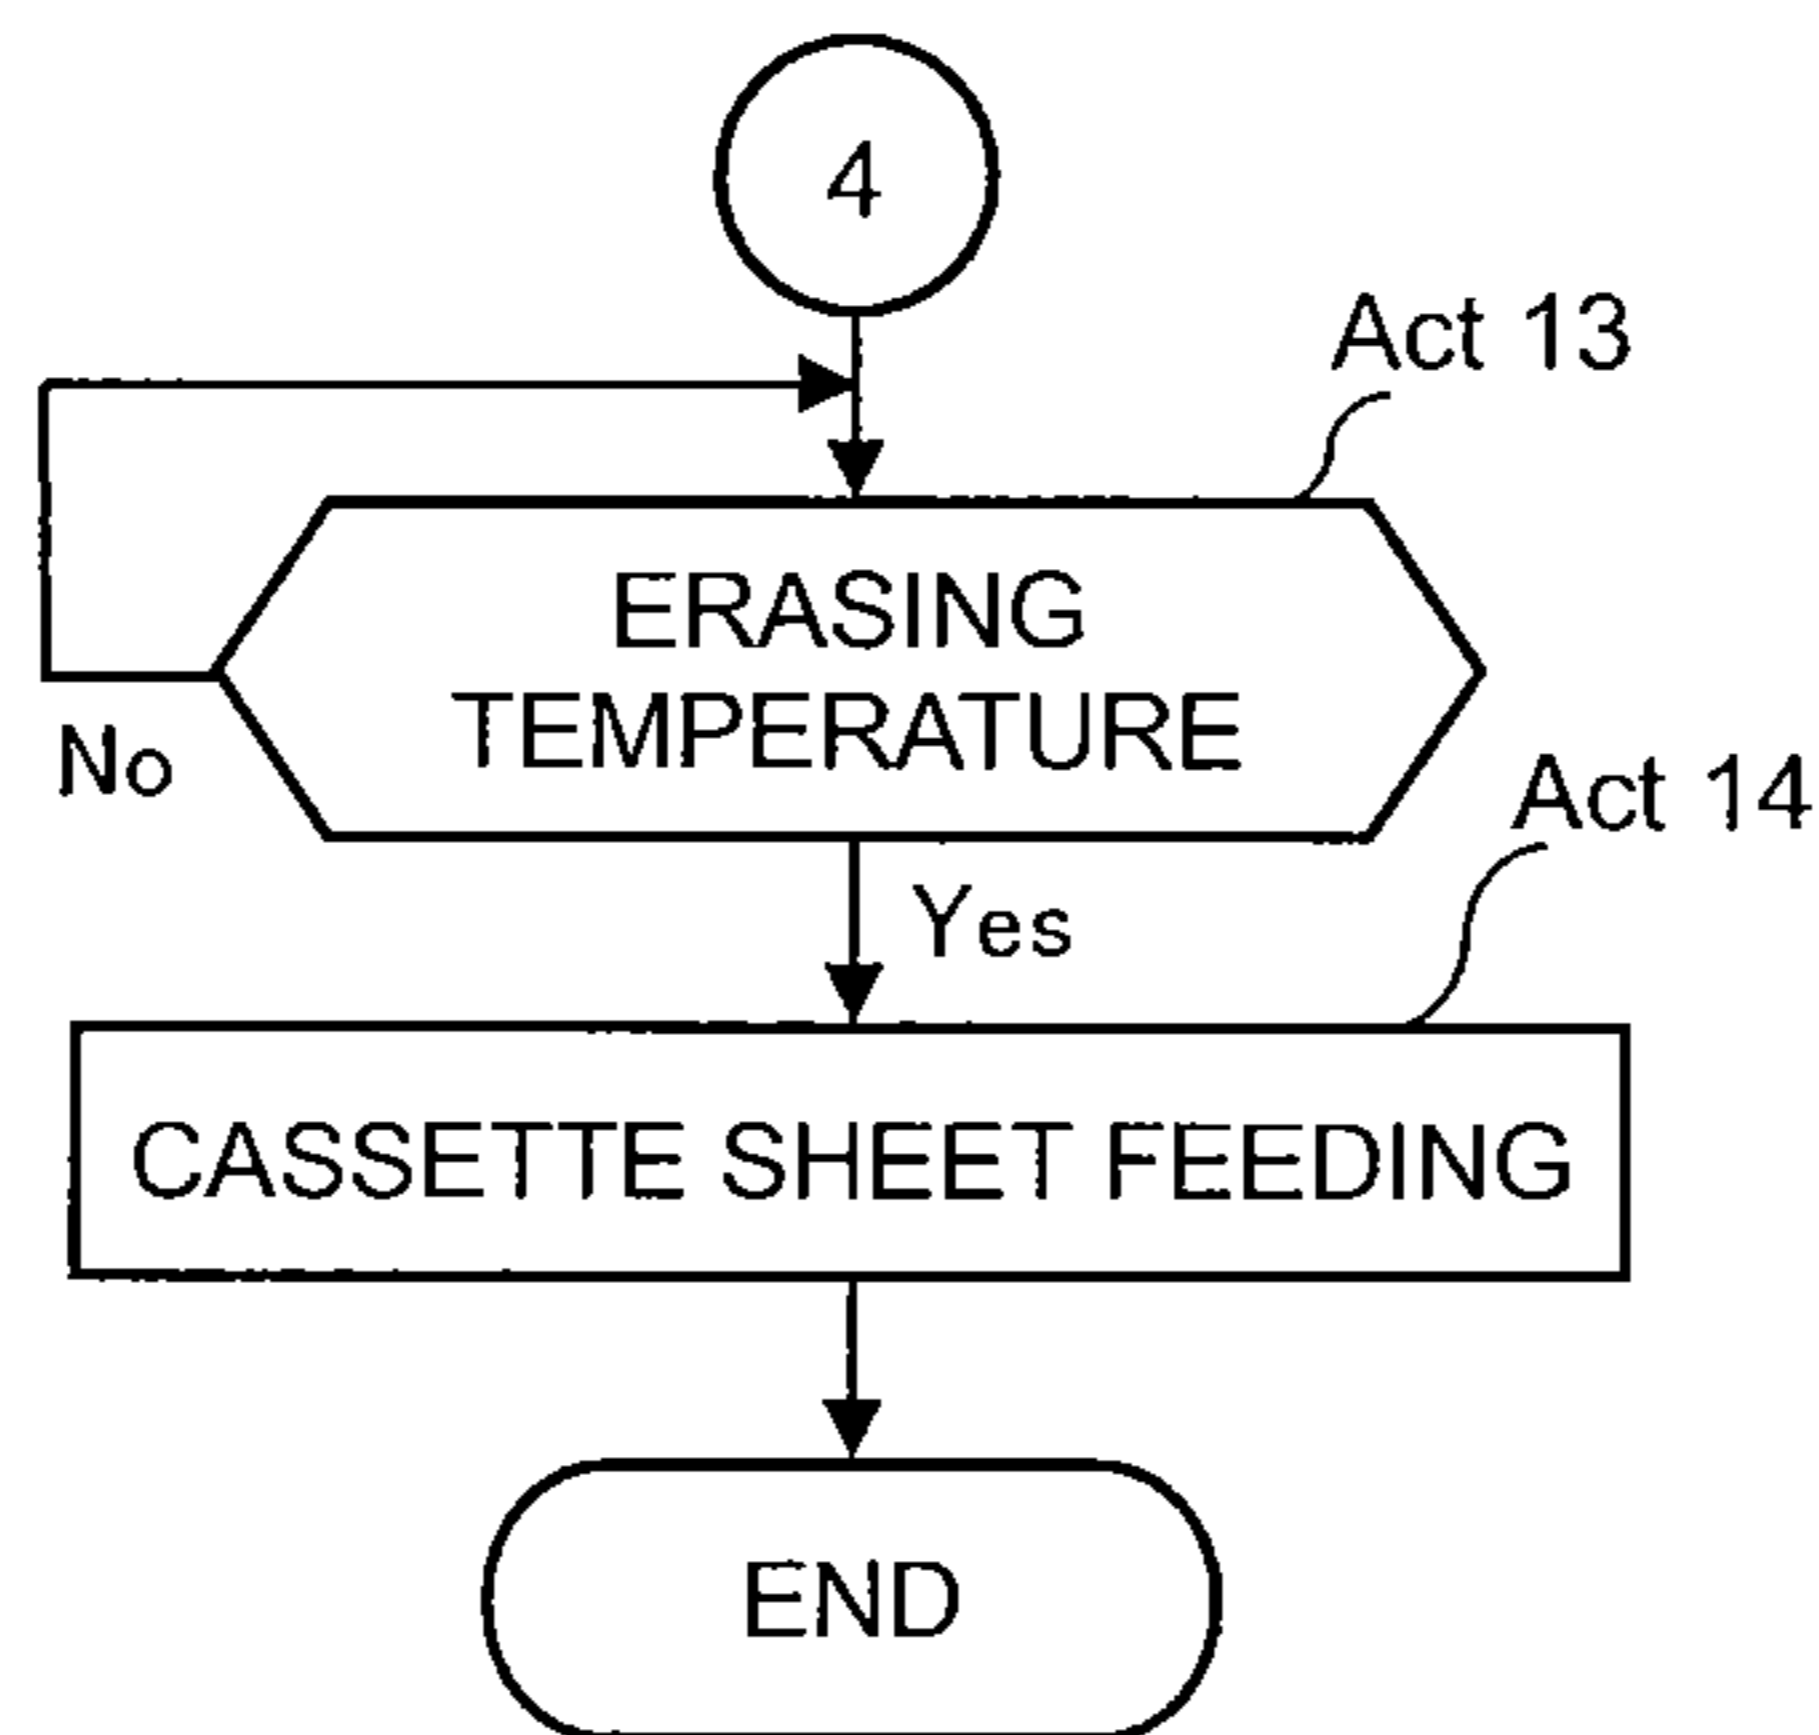 4
Act 13
ERASING
TEMPERATURE
No
Act 14
Yes
CASSETTE SHEET FEEDING
END